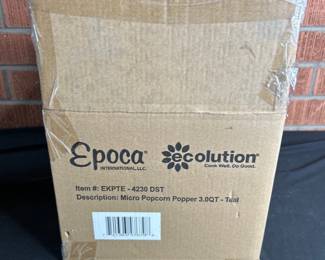 Epoca®
INTERNATIONAL, LLC.
ecolution®
Cook Well. Do Good.
Item #: EKPTE - 4230 DST
Description: Micro Popcorn Popper 3.0QT - Teal